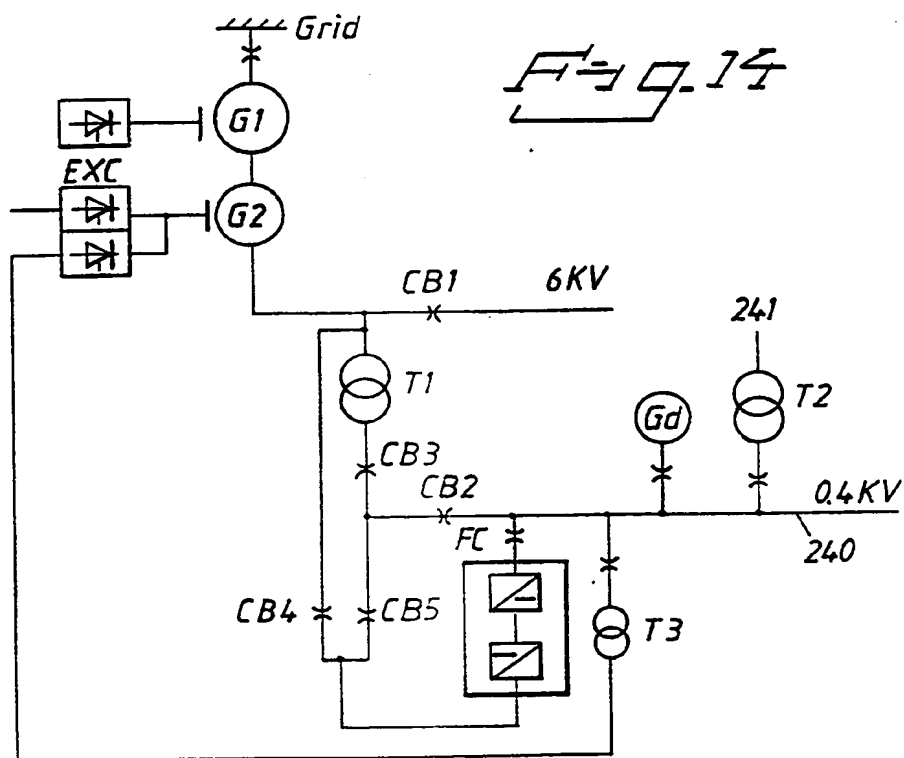 Grid
Fig. 14
G1
EXC
G2
CB1
6KV
241
T1
T2
Gd
CB3
CB2
0.4KV
FC
240
CB4
CB5
T3